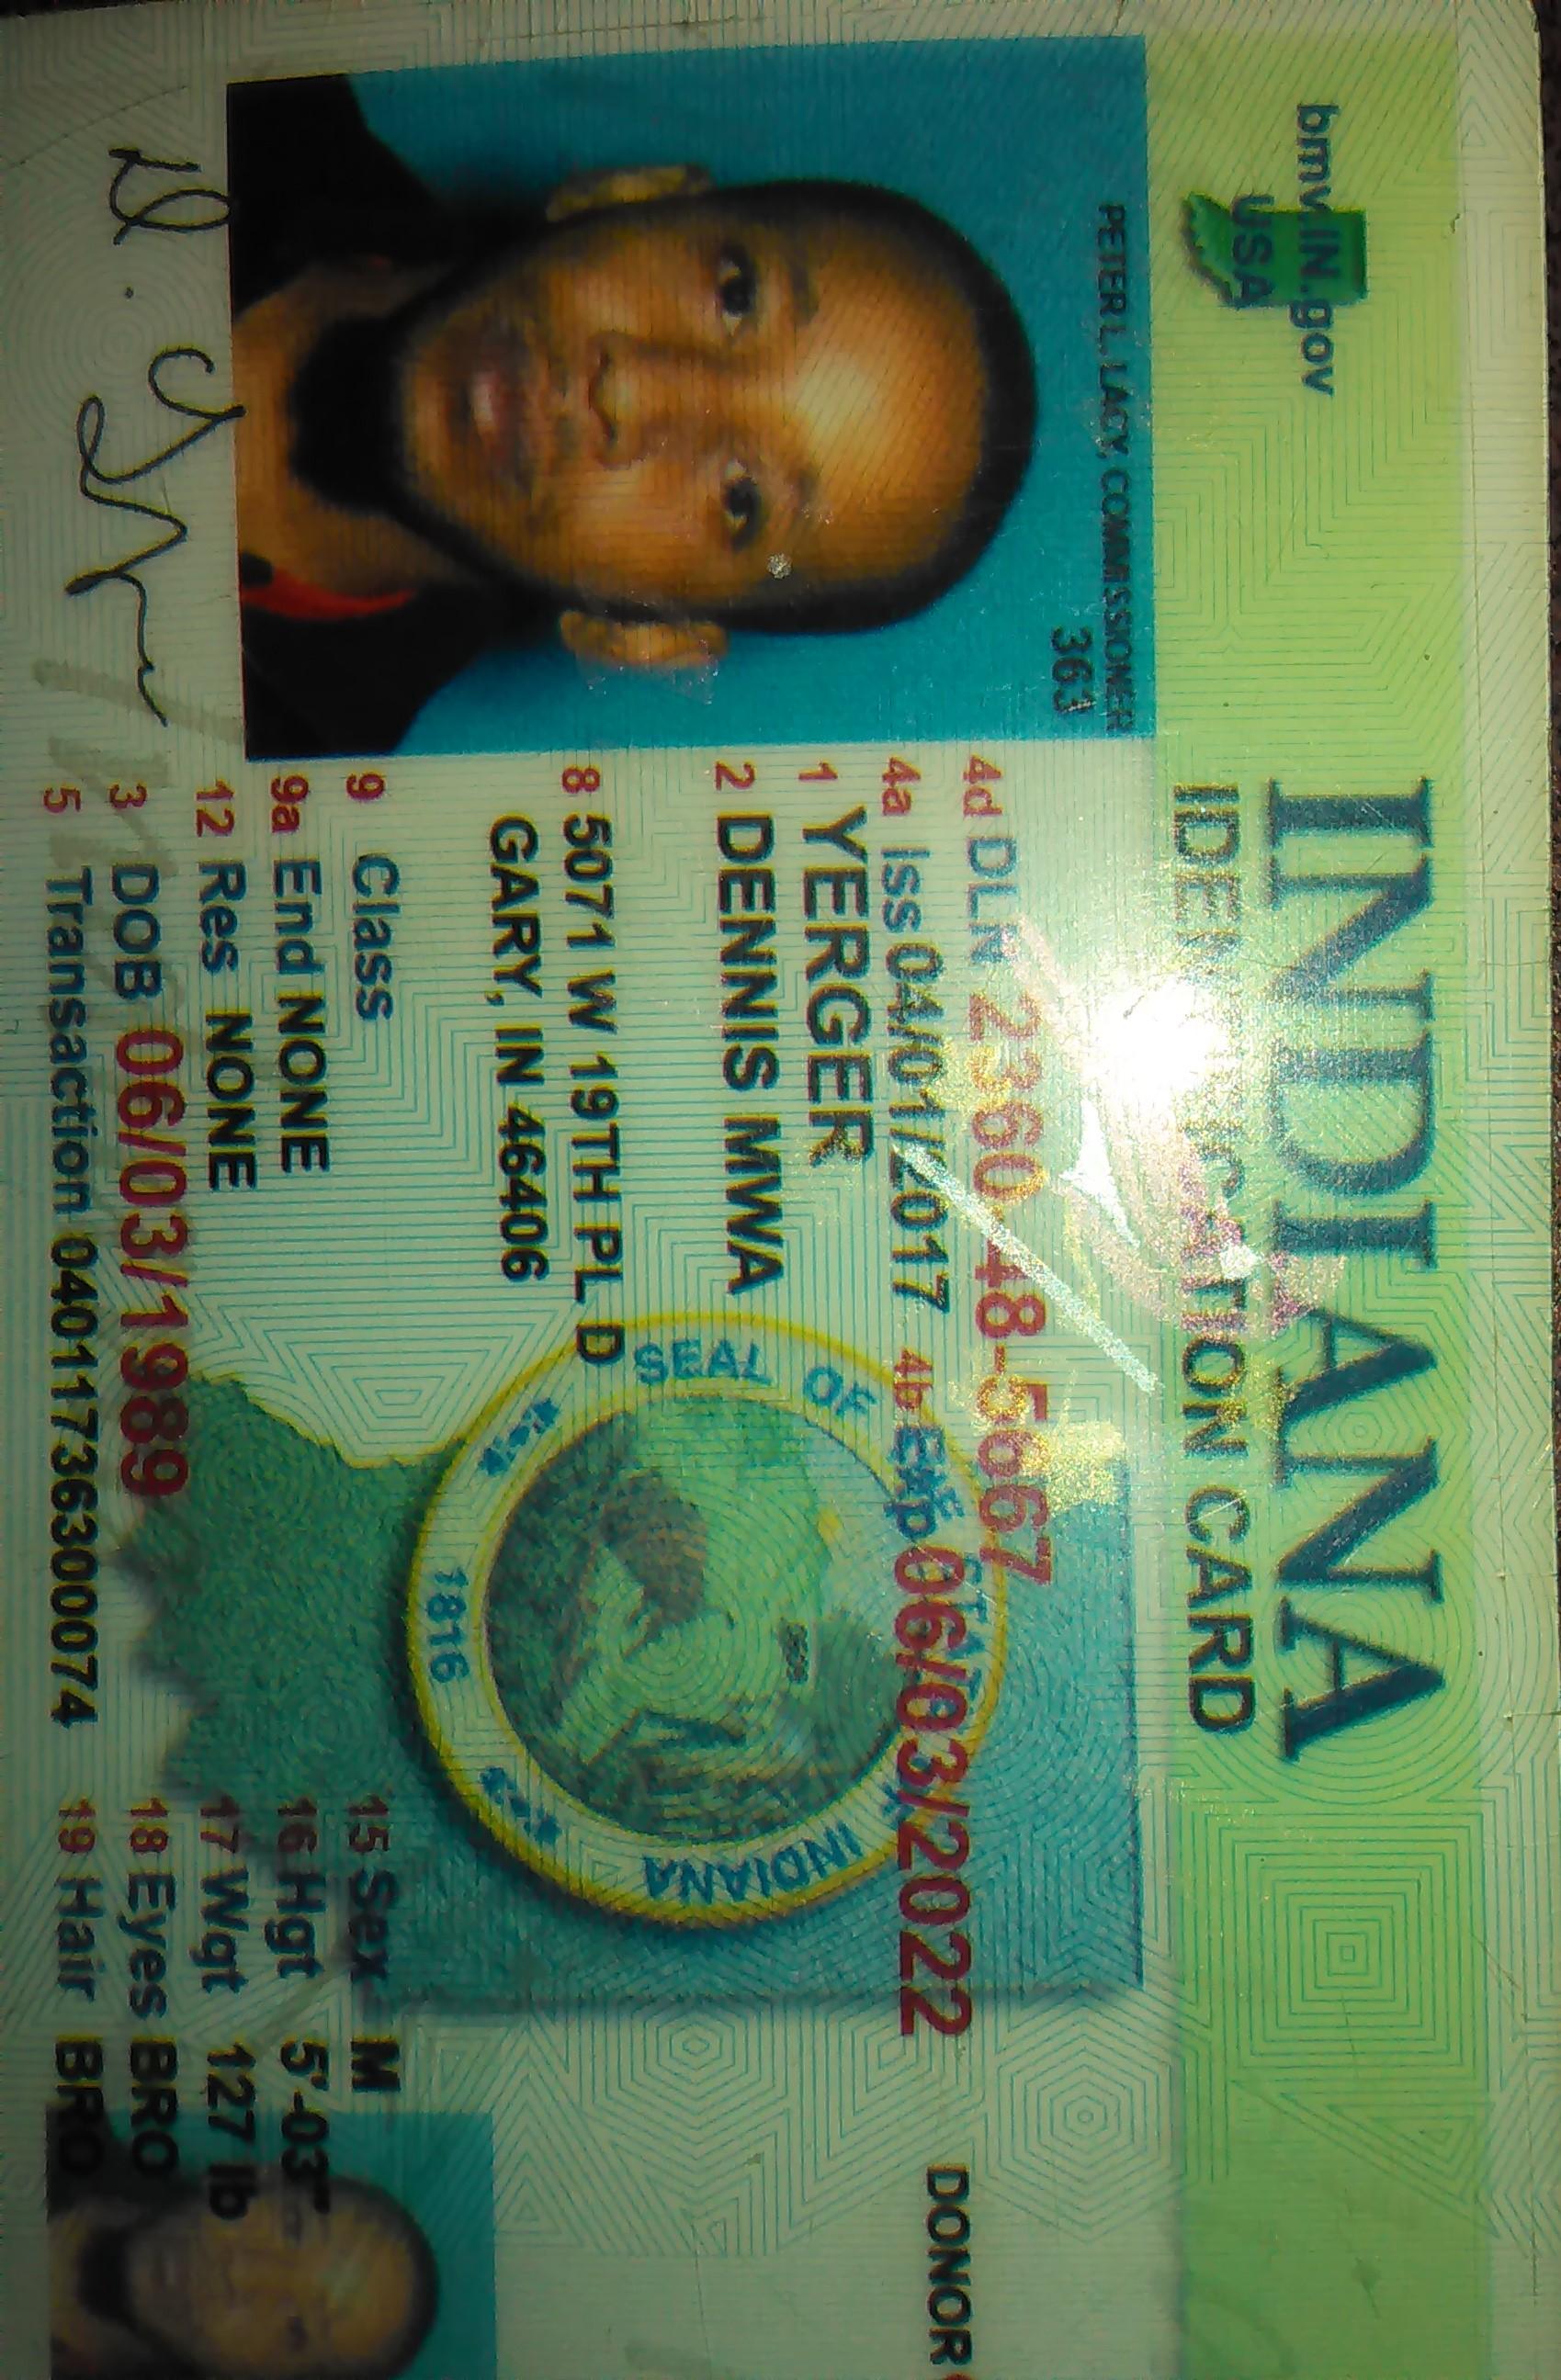 bmv.IN.gov
USA
INDIANA
IDENTIFICATION CARD
PETER L. LACY, COMMISSIONER
363
4d DLN 2360-48-5667
4a Iss 04/01/2017 4b Exp 06/03/2022
DONOR
1 YERGER
2 DENNIS MWA
8 5071 W 19TH PL D
GARY, IN 46406
SEAL OF THE STATE OF INDIANA
1816
9 Class
9a End NONE
12 Res NONE
3 DOB 06/03/1989
5 Transaction 04011736300074
15 Sex M
16 Hgt 5'-03"
17 Wgt 127 lb
18 Eyes BRO
19 Hair BRO